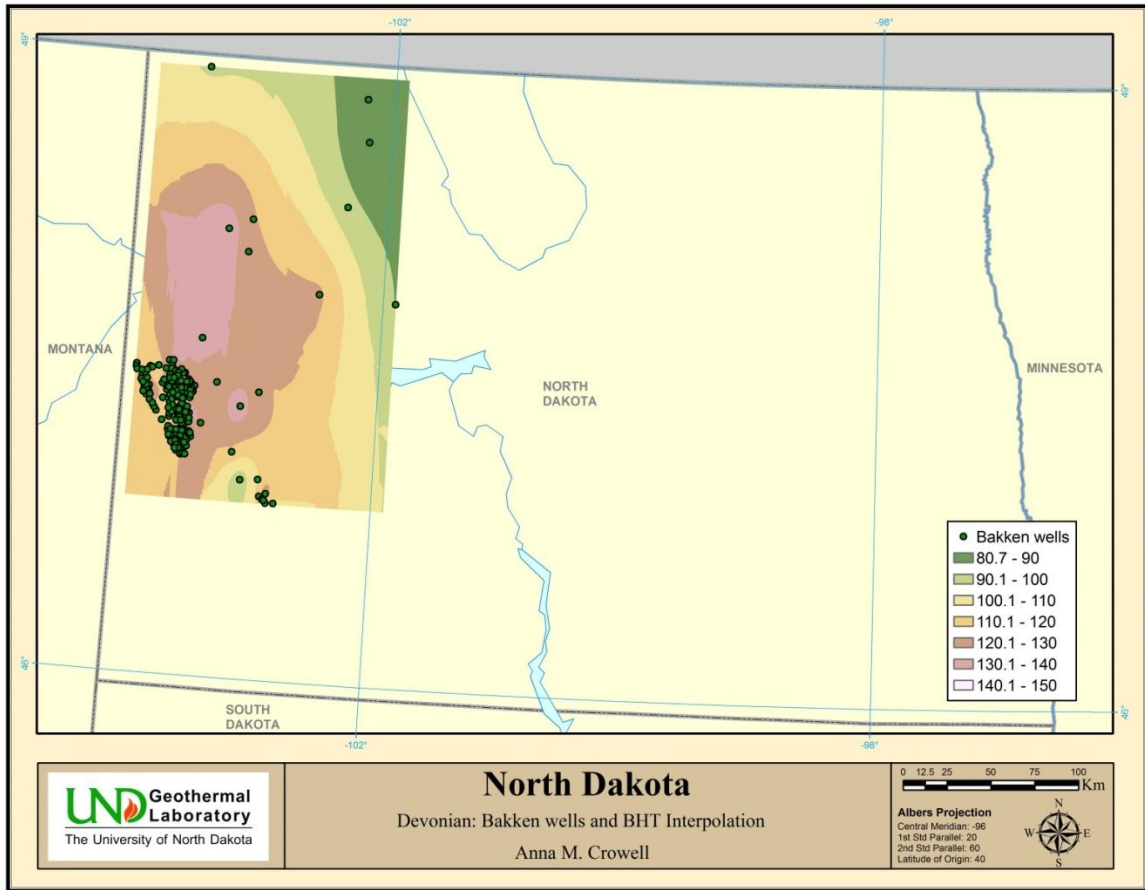 -102°
-98°
49°
49°
MONTANA
NORTH
DAKOTA
MINNESOTA
Bakken wells
80.7 - 90
90.1 - 100
100.1 - 110
110.1 - 120
120.1 - 130
130.1 - 140
140.1 - 150
46°
46°
SOUTH
DAKOTA
-102°
-98°
UND Geothermal
Laboratory
The University of North Dakota
North Dakota
Devonian: Bakken wells and BHT Interpolation
Anna M. Crowell
0 12.5 25 50 75 100
Km
Albers Projection
Central Meridian: -96
1st Std Parallel: 20
2nd Std Parallel: 60
Latitude of Origin: 40
N
W E
S